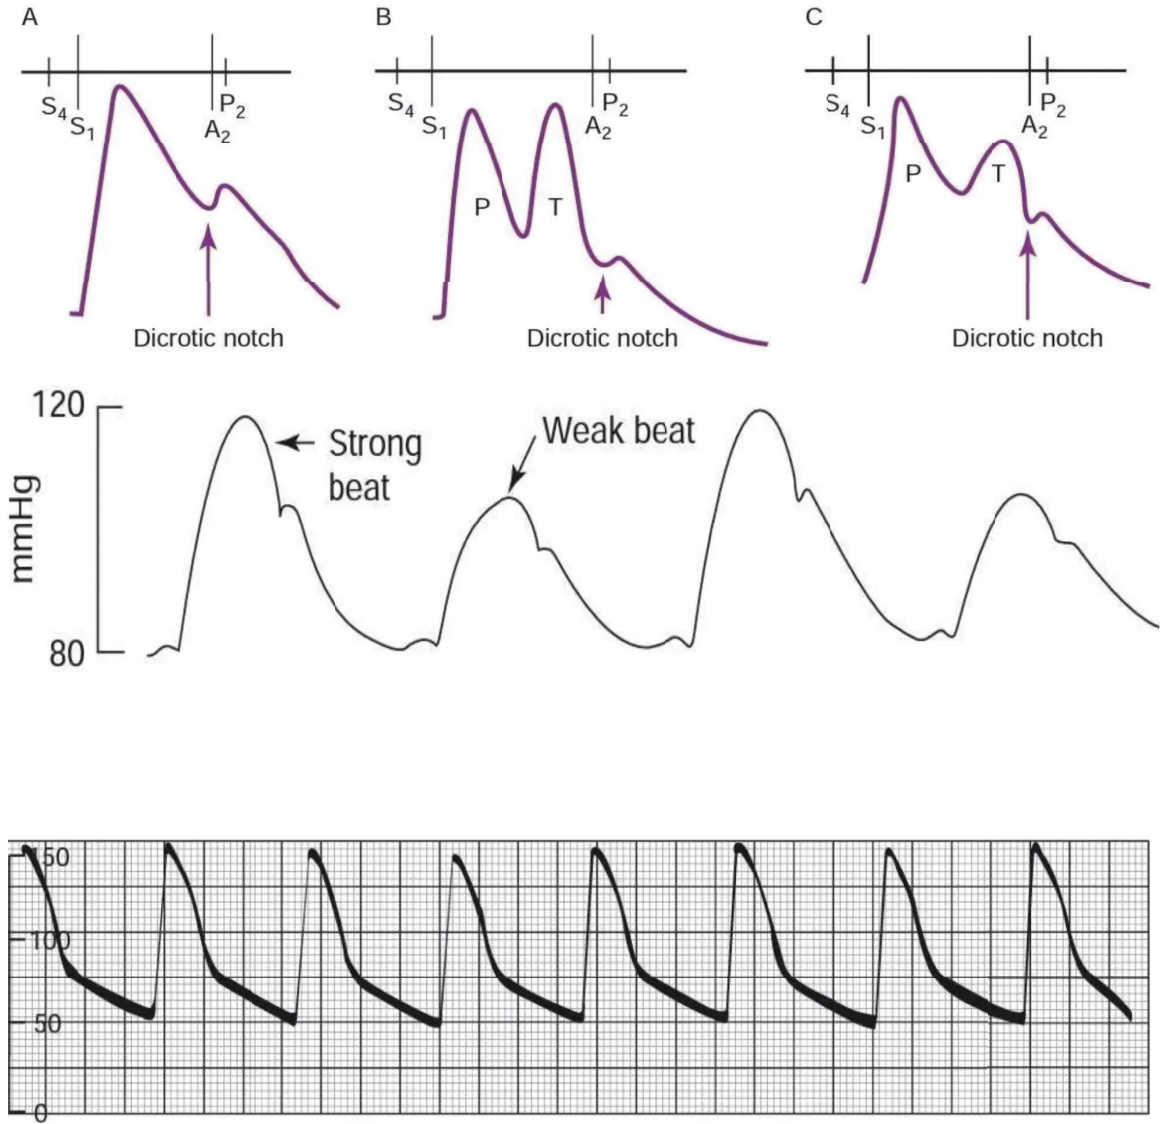 A
B
C
S4
S1
P2
A2
S4
S1
P2
A2
S4
S1
P2
A2
P
T
P
T
Dicrotic notch
Dicrotic notch
Dicrotic notch
120
80
mmHg
Strong
beat
Weak beat
150
100
50
0